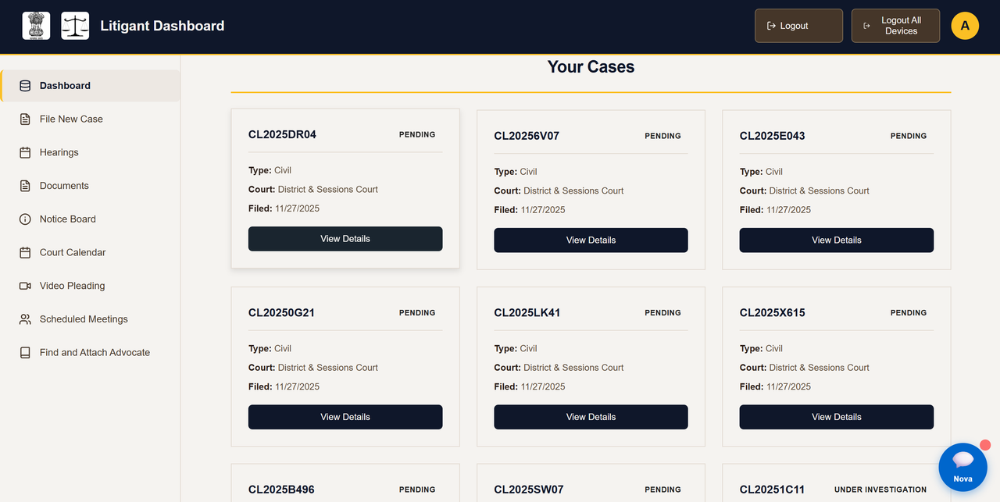 Litigant Dashboard
Logout
Logout All
Devices
A
Dashboard
File New Case
Hearings
Documents
Notice Board
Court Calendar
Video Pleading
Scheduled Meetings
Find and Attach Advocate
Your Cases
CL2025DR04 PENDING
Type: Civil
Court: District & Sessions Court
Filed: 11/27/2025
View Details
CL20256V07 PENDING
Type: Civil
Court: District & Sessions Court
Filed: 11/27/2025
View Details
CL2025E043 PENDING
Type: Civil
Court: District & Sessions Court
Filed: 11/27/2025
View Details
CL20250G21 PENDING
Type: Civil
Court: District & Sessions Court
Filed: 11/27/2025
View Details
CL2025LK41 PENDING
Type: Civil
Court: District & Sessions Court
Filed: 11/27/2025
View Details
CL2025X615 PENDING
Type: Civil
Court: District & Sessions Court
Filed: 11/27/2025
View Details
CL2025B496 PENDING
CL2025SW07 PENDING
CL20251C11 UNDER INVESTIGATION
Nova